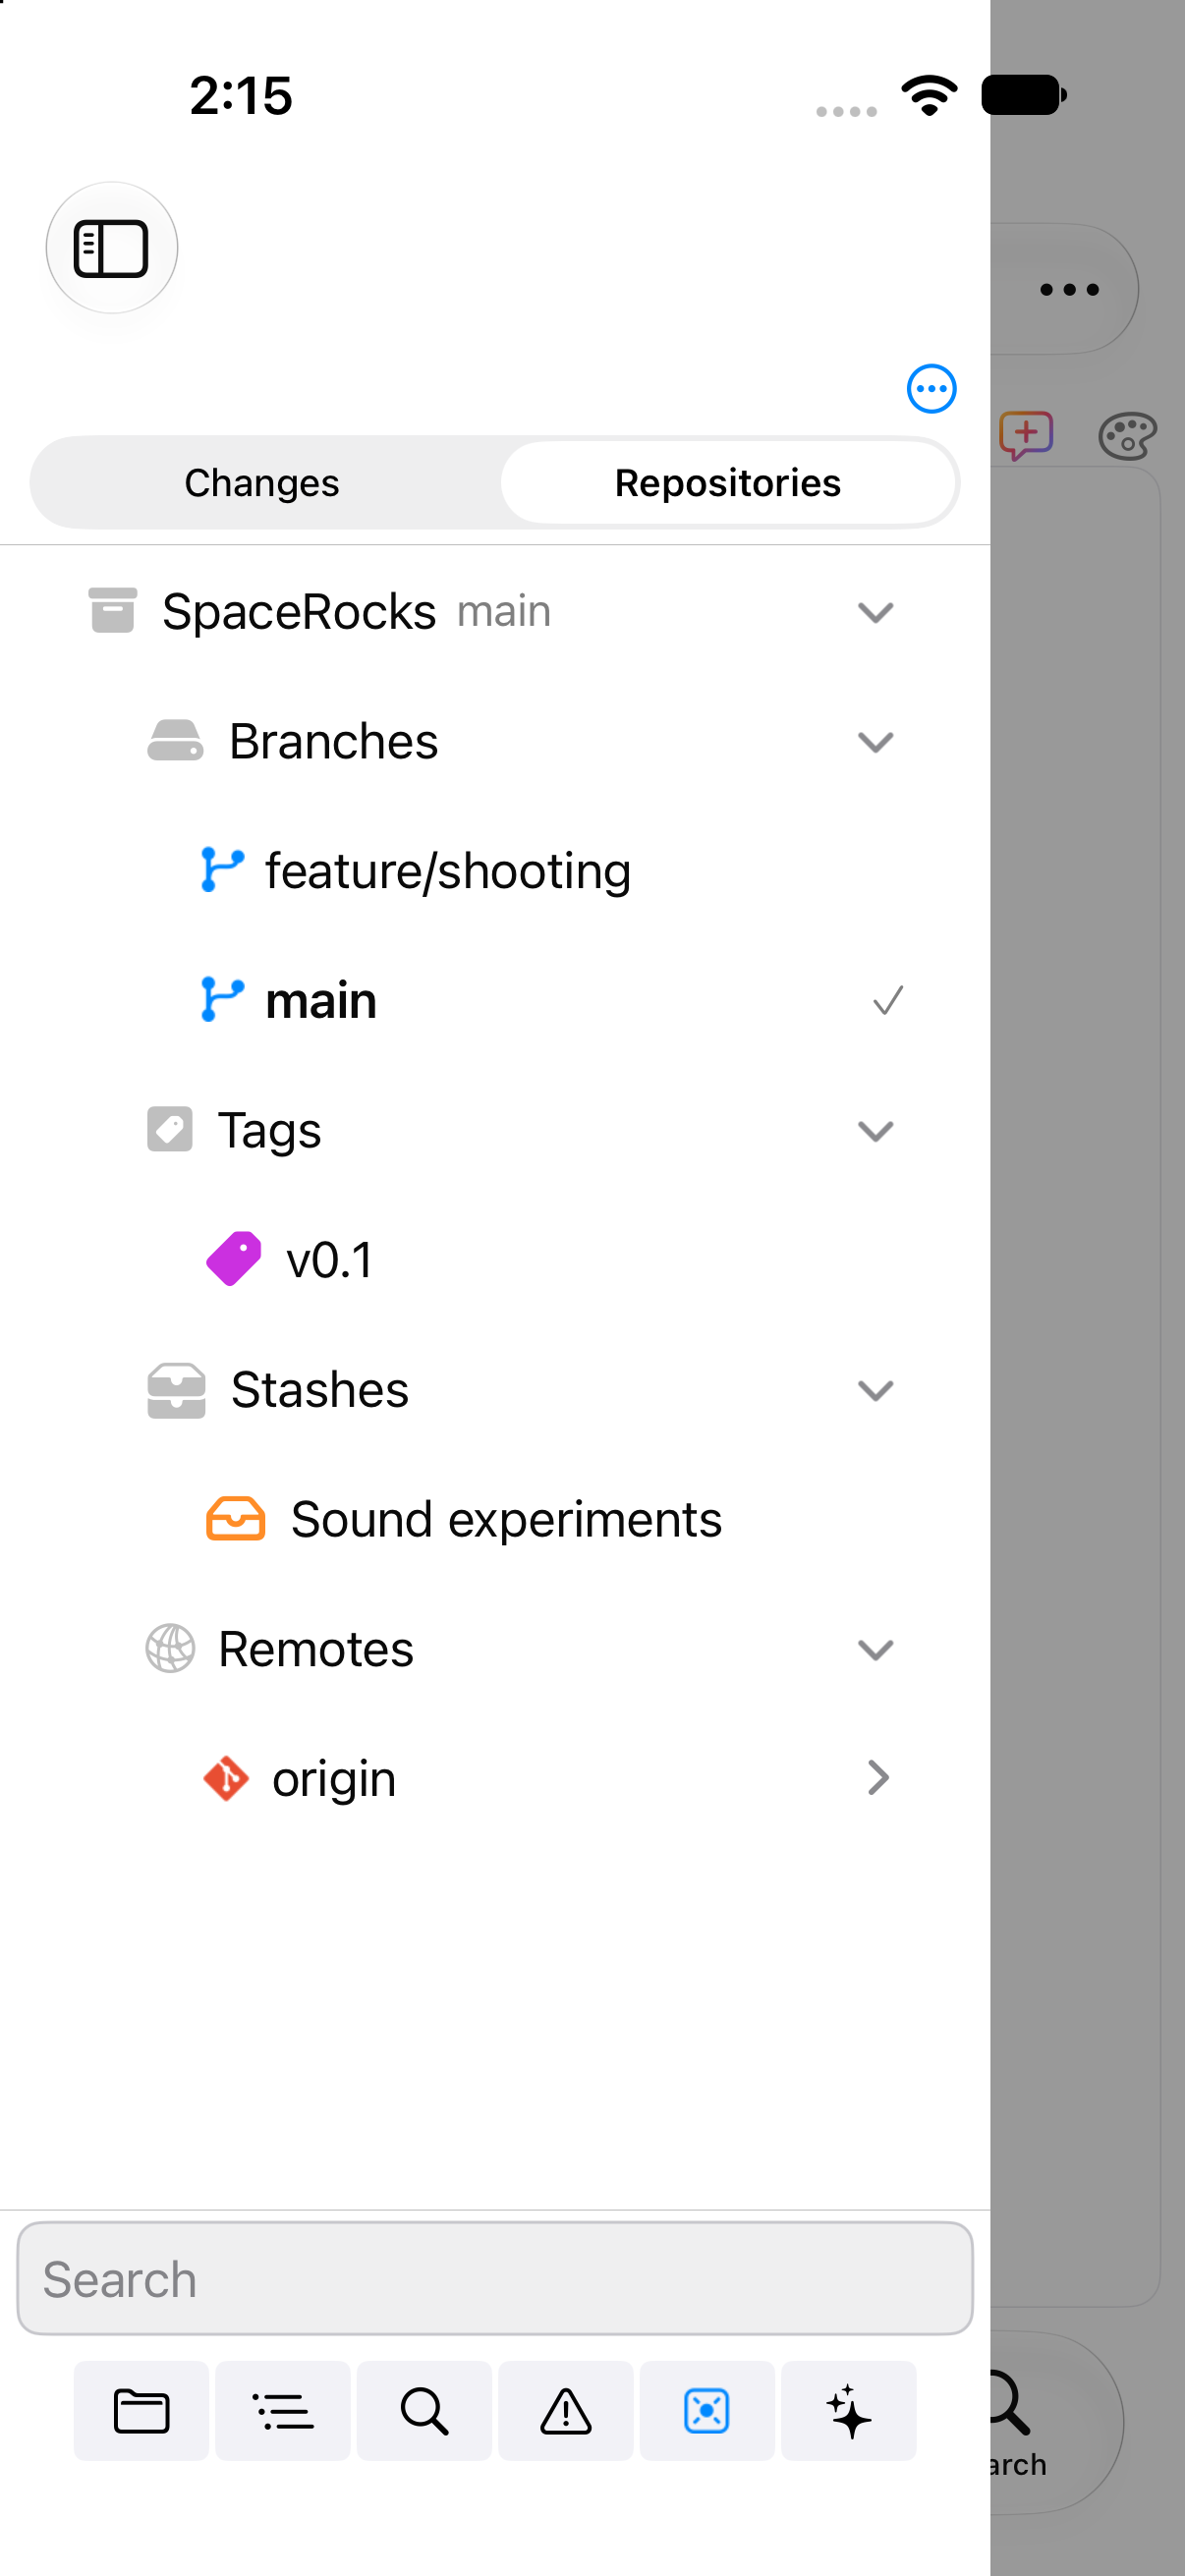 2:15
Changes
Repositories
SpaceRocks main
Branches
feature/shooting
main
Tags
v0.1
Stashes
Sound experiments
Remotes
origin
Search